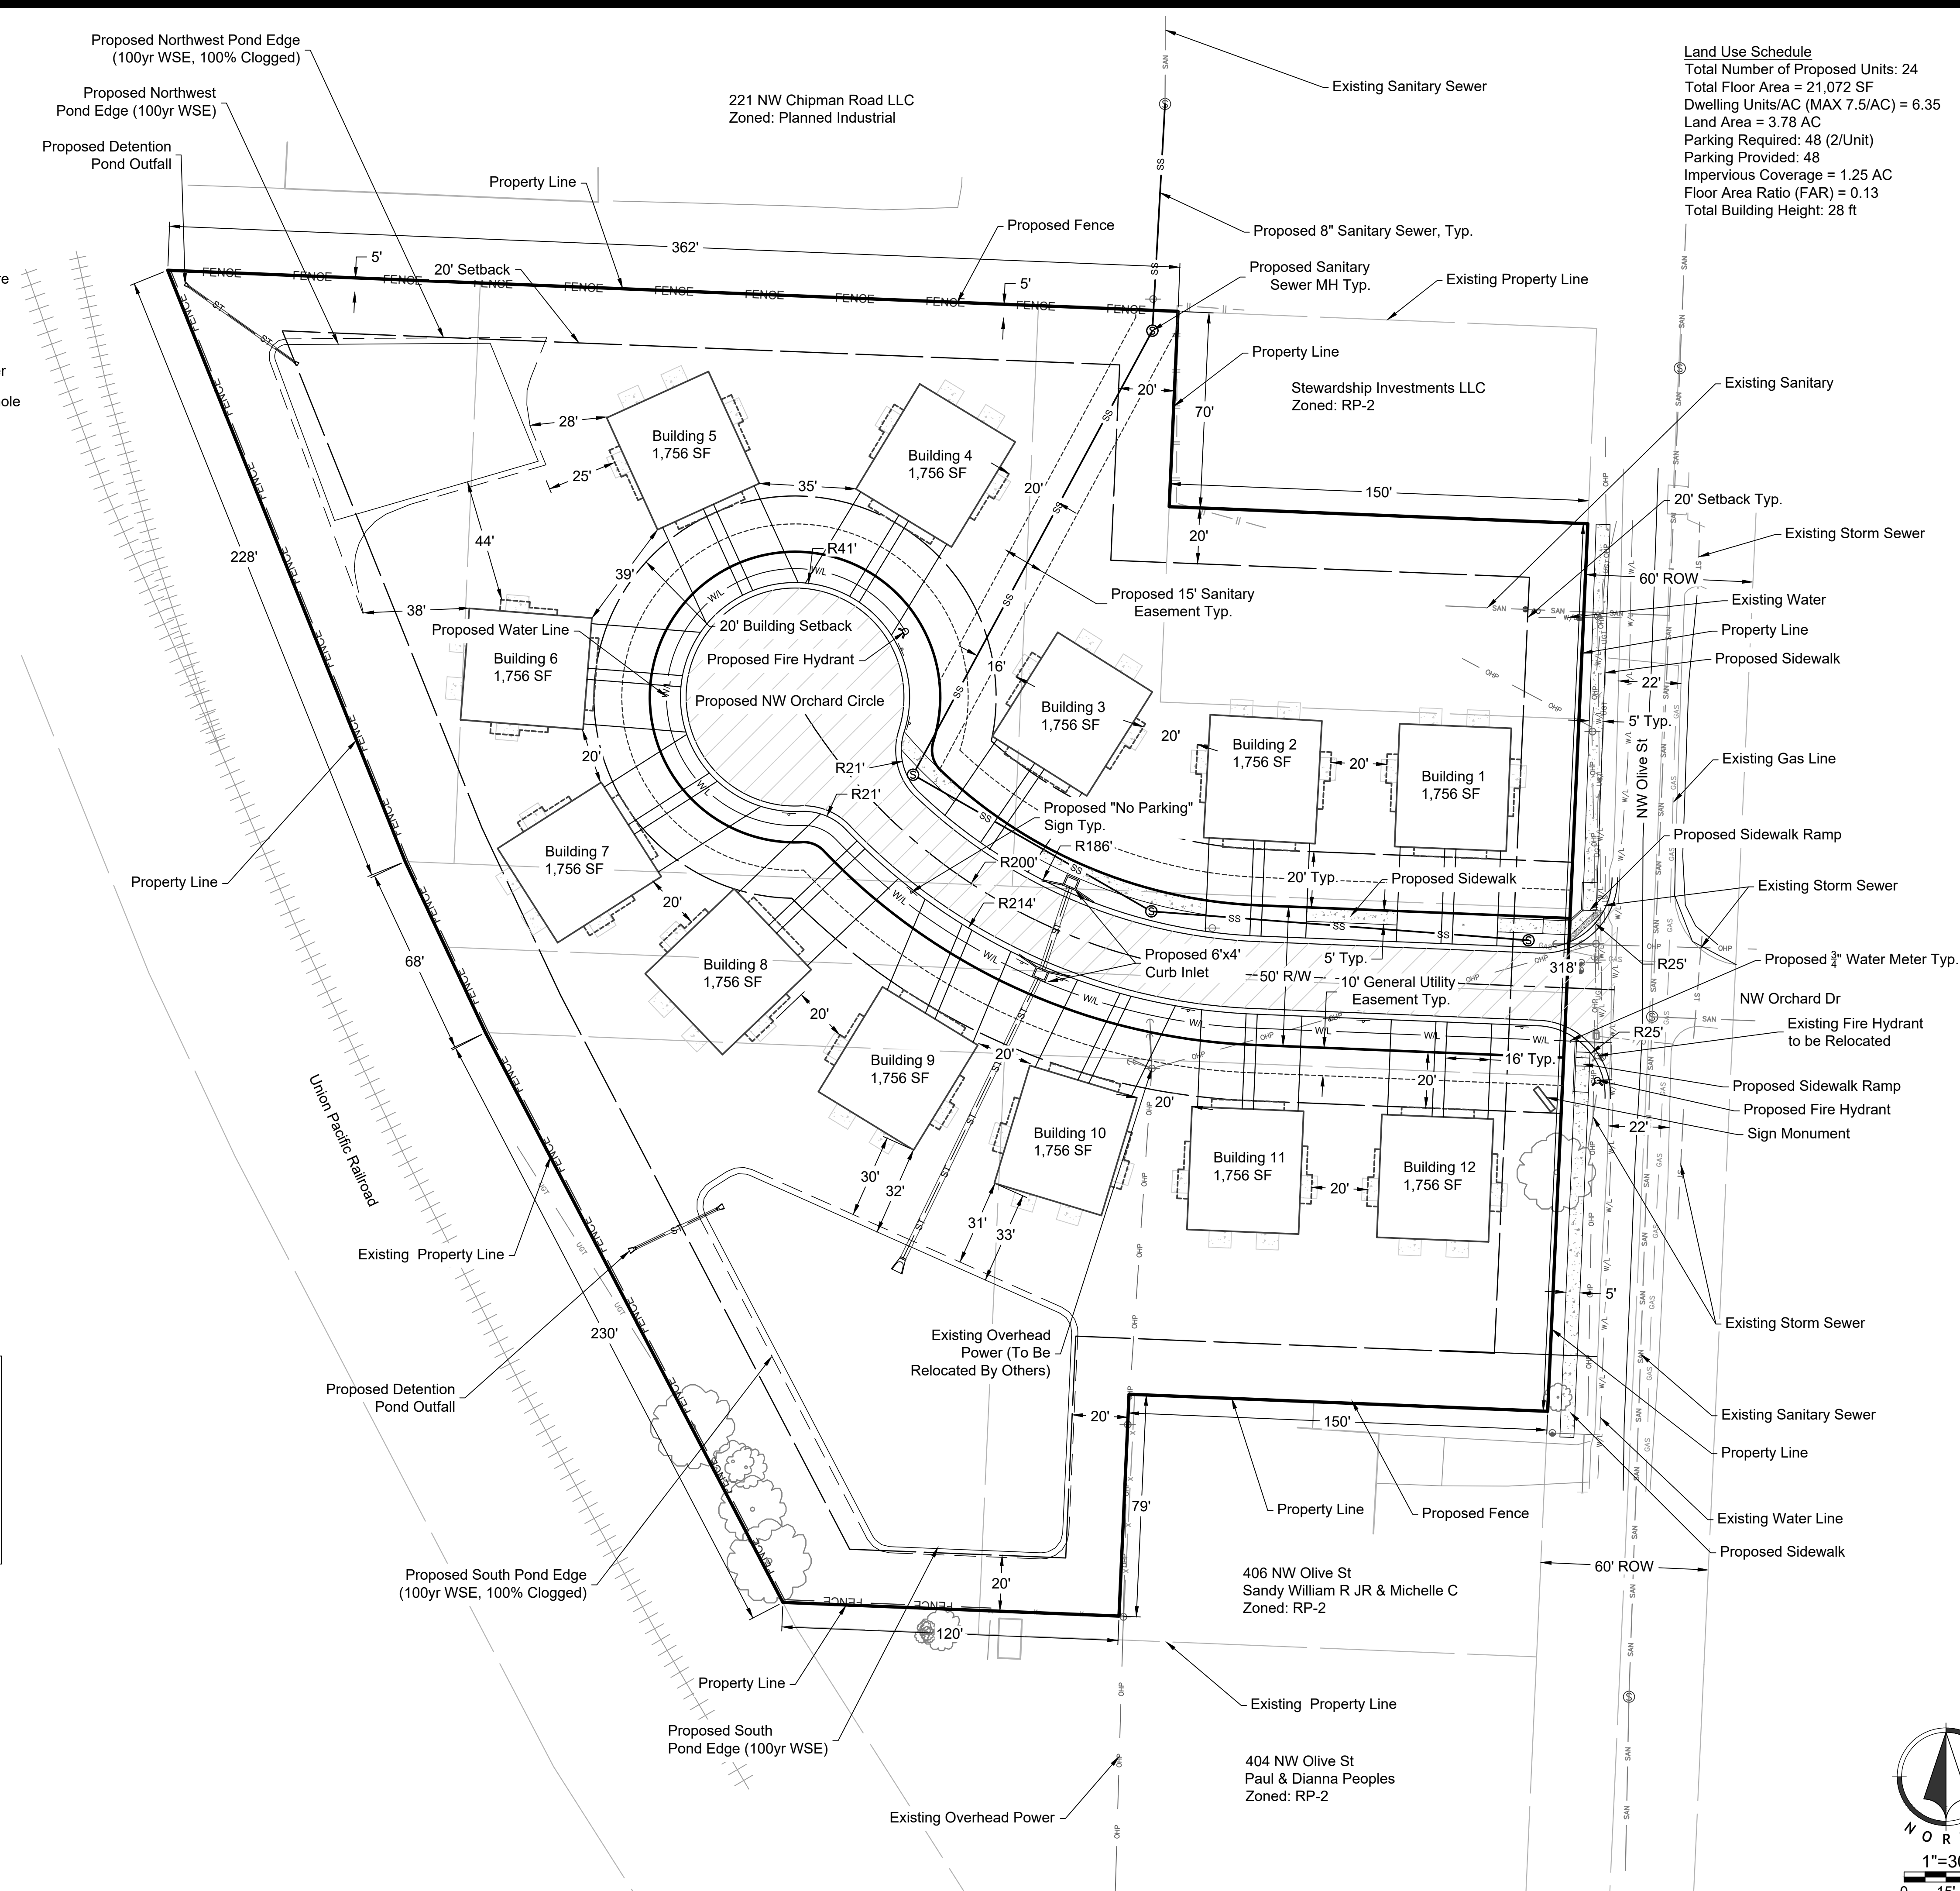 Land Use Schedule
Total Number of Proposed Units: 24
Total Floor Area = 21,072 SF
Dwelling Units/AC (MAX 7.5/AC) = 6.35
Land Area = 3.78 AC
Parking Required: 48 (2/Unit)
Parking Provided: 48
Impervious Coverage = 1.25 AC
Floor Area Ratio (FAR) = 0.13
Total Building Height: 28 ft
Proposed Northwest Pond Edge
(100yr WSE, 100% Clogged)
Proposed Northwest
Pond Edge (100yr WSE)
Proposed Detention
Pond Outfall
Property Line
221 NW Chipman Road LLC
Zoned: Planned Industrial
Existing Sanitary Sewer
Proposed Fence
Proposed 8" Sanitary Sewer, Typ.
Proposed Sanitary
Sewer MH Typ.
Existing Property Line
362'
5'
20' Setback
5'
Property Line
Stewardship Investments LLC
Zoned: RP-2
Existing Sanitary
20'
70'
150'
20' Setback Typ.
20'
Existing Storm Sewer
60' ROW
Existing Water
Property Line
Proposed Sidewalk
22'
5' Typ.
NW Olive St
Existing Gas Line
Proposed Sidewalk Ramp
Existing Storm Sewer
Building 5
1,756 SF
Building 4
1,756 SF
28'
25'
35'
20'
44'
39'
R41'
38'
228'
Proposed 15' Sanitary
Easement Typ.
Proposed Water Line
20' Building Setback
Proposed Fire Hydrant
Proposed NW Orchard Circle
16'
Building 6
1,756 SF
Building 3
1,756 SF
Building 2
1,756 SF
Building 1
1,756 SF
20'
20'
20'
R21'
R21'
Proposed "No Parking"
Sign Typ.
R186'
R200'
R214'
20' Typ.
Proposed Sidewalk
Building 7
1,756 SF
Property Line
20'
Building 8
1,756 SF
68'
20'
Proposed 6'x4'
Curb Inlet
5' Typ.
50' R/W
10' General Utility
Easement Typ.
318'
R25'
Proposed 3/4" Water Meter Typ.
NW Orchard Dr
R25'
Existing Fire Hydrant
to be Relocated
Building 9
1,756 SF
20'
16' Typ.
20'
Proposed Sidewalk Ramp
Proposed Fire Hydrant
22'
Sign Monument
20'
Building 10
1,756 SF
Building 11
1,756 SF
Building 12
1,756 SF
20'
30'
32'
31'
33'
Union Pacific Railroad
Existing Property Line
5'
Existing Storm Sewer
230'
Existing Overhead
Power (To Be
Relocated By Others)
Proposed Detention
Pond Outfall
20'
150'
Existing Sanitary Sewer
Property Line
79'
Property Line
Proposed Fence
Existing Water Line
Proposed Sidewalk
60' ROW
Proposed South Pond Edge
(100yr WSE, 100% Clogged)
20'
406 NW Olive St
Sandy William R JR & Michelle C
Zoned: RP-2
120'
Property Line
Existing Property Line
Proposed South
Pond Edge (100yr WSE)
404 NW Olive St
Paul & Dianna Peoples
Zoned: RP-2
Existing Overhead Power
FENCE
SS
ST
W/L
SAN
OHP
GAS
UGT